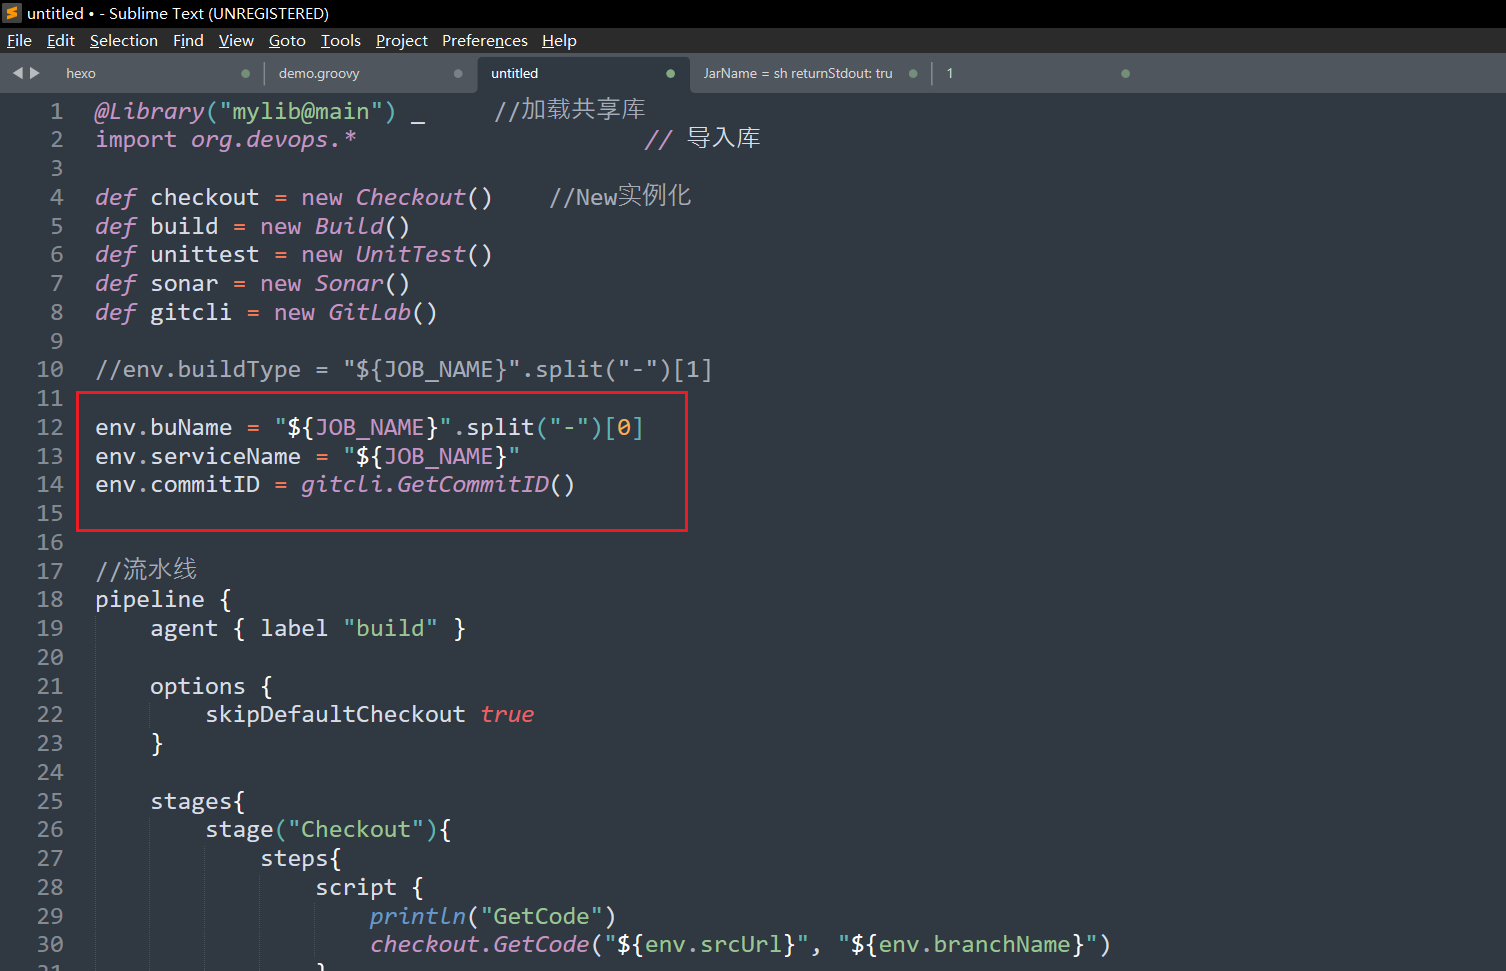 untitled • - Sublime Text (UNREGISTERED)
File Edit Selection Find View Goto Tools Project Preferences Help
hexo demo.groovy untitled JarName = sh returnStdout: tru 1
1 @Library("mylib@main") _ //加载共享库
2 import org.devops.* // 导入库
3
4 def checkout = new Checkout() //New实例化
5 def build = new Build()
6 def unittest = new UnitTest()
7 def sonar = new Sonar()
8 def gitcli = new GitLab()
9
10 //env.buildType = "${JOB_NAME}".split("-")[1]
11
12 env.buName = "${JOB_NAME}".split("-")[0]
13 env.serviceName = "${JOB_NAME}"
14 env.commitID = gitcli.GetCommitID()
15
16
17 //流水线
18 pipeline {
19 agent { label "build" }
20
21 options {
22 skipDefaultCheckout true
23 }
24
25 stages{
26 stage("Checkout"){
27 steps{
28 script {
29 println("GetCode")
30 checkout.GetCode("${env.srcUrl}", "${env.branchName}")
31 }